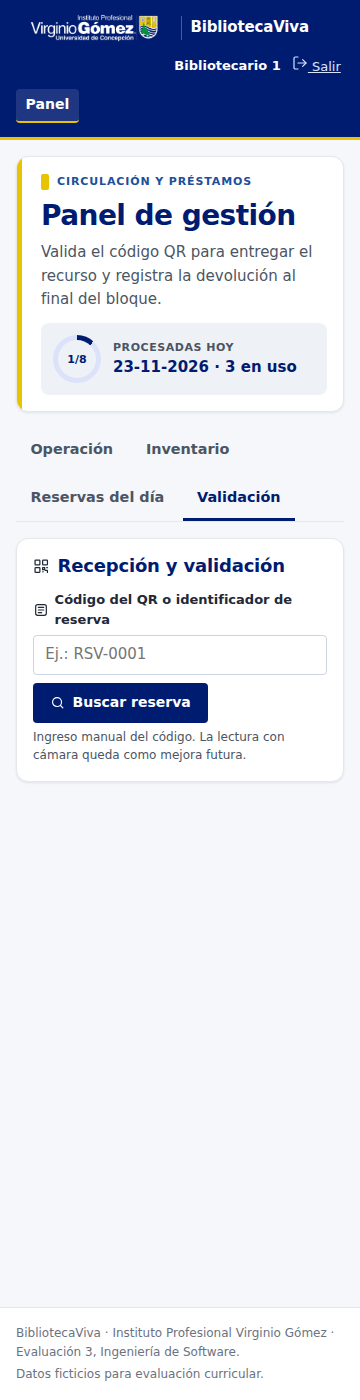 Instituto Profesional
Virginio Gómez
Universidad de Concepción
BibliotecaViva
Bibliotecario 1 Salir
Panel
CIRCULACIÓN Y PRÉSTAMOS
Panel de gestión
Valida el código QR para entregar el
recurso y registra la devolución al
final del bloque.
1/8
PROCESADAS HOY
23-11-2026 · 3 en uso
Operación Inventario
Reservas del día Validación
Recepción y validación
Código del QR o identificador de
reserva
Ej.: RSV-0001
Buscar reserva
Ingreso manual del código. La lectura con
cámara queda como mejora futura.
BibliotecaViva · Instituto Profesional Virginio Gómez ·
Evaluación 3, Ingeniería de Software.
Datos ficticios para evaluación curricular.